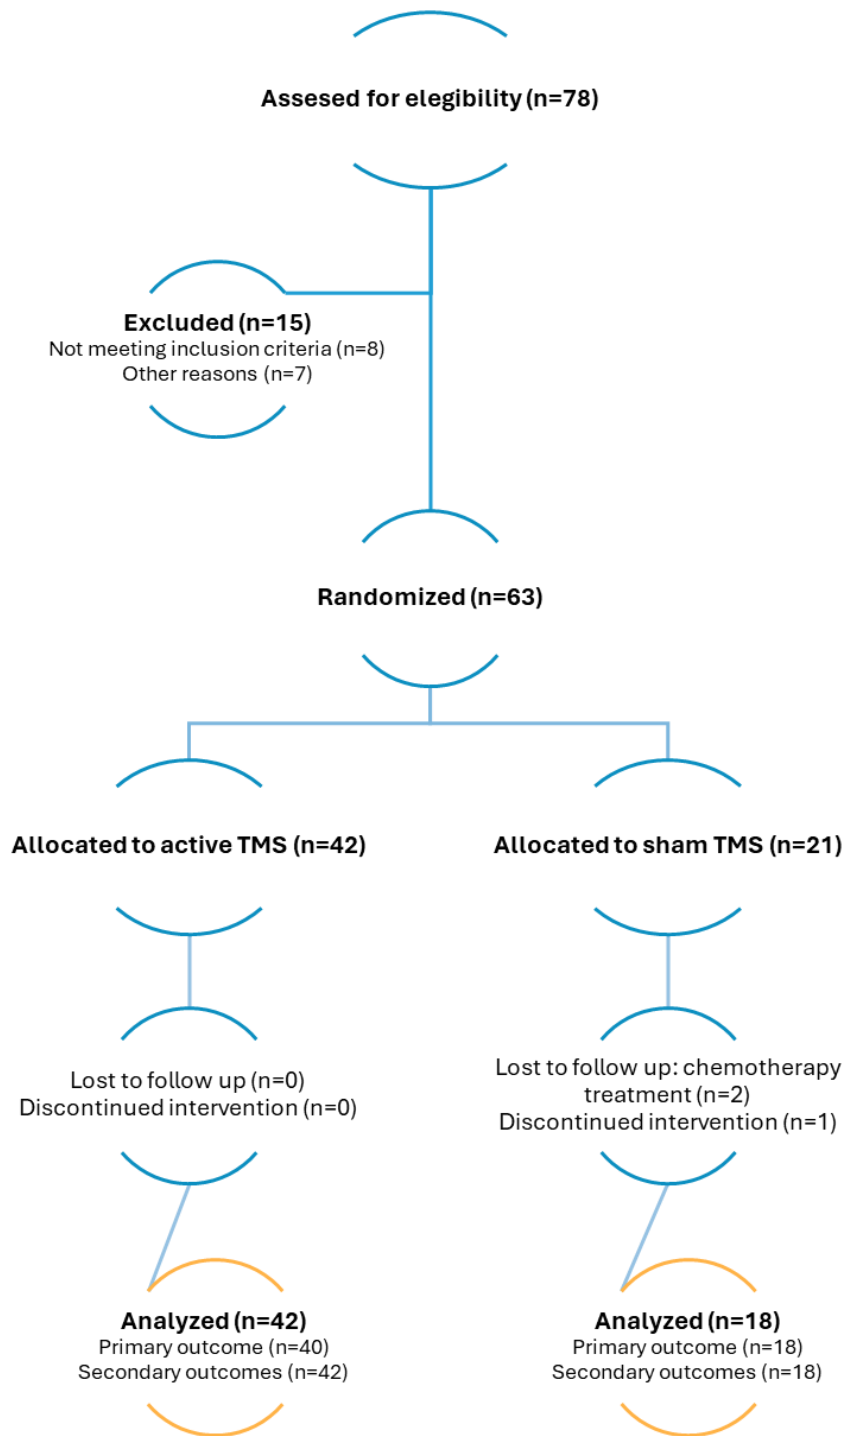 Assesed for elegibility (n=78)
Excluded (n=15)
Not meeting inclusion criteria (n=8)
Other reasons (n=7)
Randomized (n=63)
Allocated to active TMS (n=42)
Allocated to sham TMS (n=21)
Lost to follow up (n=0)
Discontinued intervention (n=0)
Lost to follow up: chemotherapy
treatment (n=2)
Discontinued intervention (n=1)
Analyzed (n=42)
Primary outcome (n=40)
Secondary outcomes (n=42)
Analyzed (n=18)
Primary outcome (n=18)
Secondary outcomes (n=18)